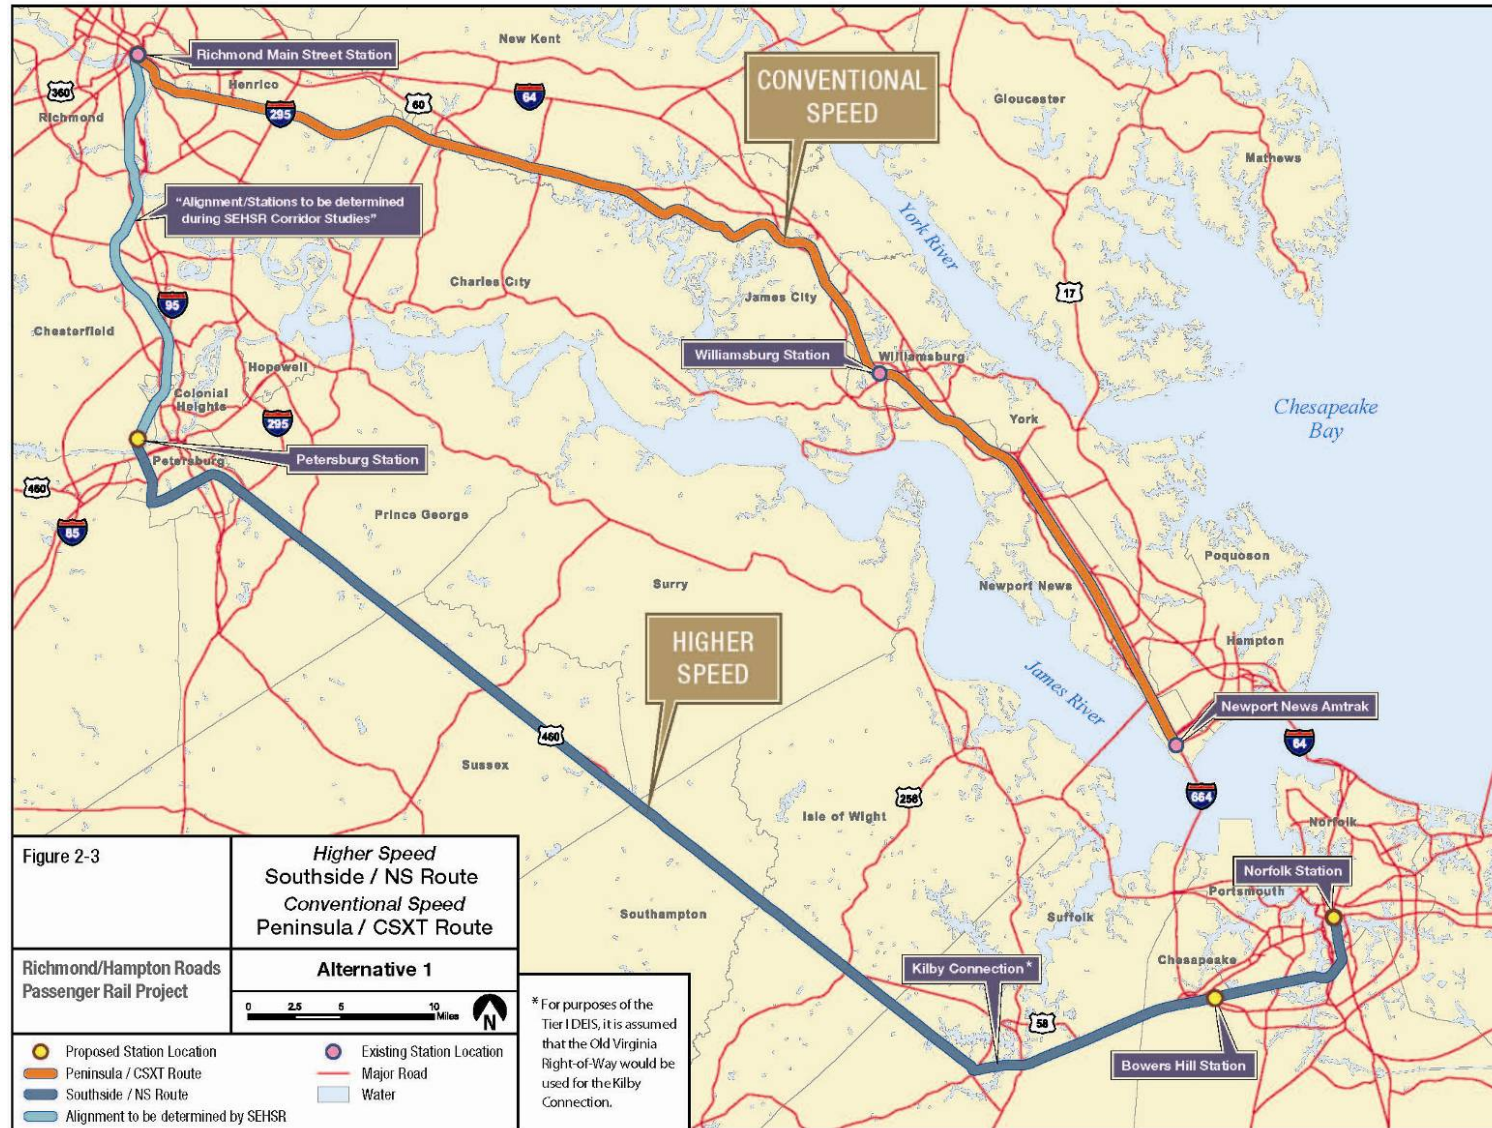 Richmond Main Street Station
New Kent
360
Henrico
60
64
295
Richmond
CONVENTIONAL
SPEED
Gloucester
Mathews
"Alignment/Stations to be determined
during SEHSR Corridor Studies"
York River
Charles City
James City
17
95
Chesterfield
Williamsburg Station
Williamsburg
Hopewell
Colonial
Heights
295
York
Chesapeake
Bay
Petersburg Station
Petersburg
460
85
Prince George
Poquoson
Surry
Newport News
HIGHER
SPEED
Hampton
James River
Newport News Amtrak
460
64
Sussex
258
664
Isle of Wight
Norfolk
Norfolk Station
Portsmouth
Southampton
Suffolk
Chesapeake
Kilby Connection*
58
Bowers Hill Station
Figure 2-3
Higher Speed
Southside / NS Route
Conventional Speed
Peninsula / CSXT Route
Richmond/Hampton Roads
Passenger Rail Project
Alternative 1
0 2.5 5 10
Miles
N
Proposed Station Location
Peninsula / CSXT Route
Southside / NS Route
Alignment to be determined by SEHSR
Existing Station Location
Major Road
Water
* For purposes of the
Tier I DEIS, it is assumed
that the Old Virginia
Right-of-Way would be
used for the Kilby
Connection.